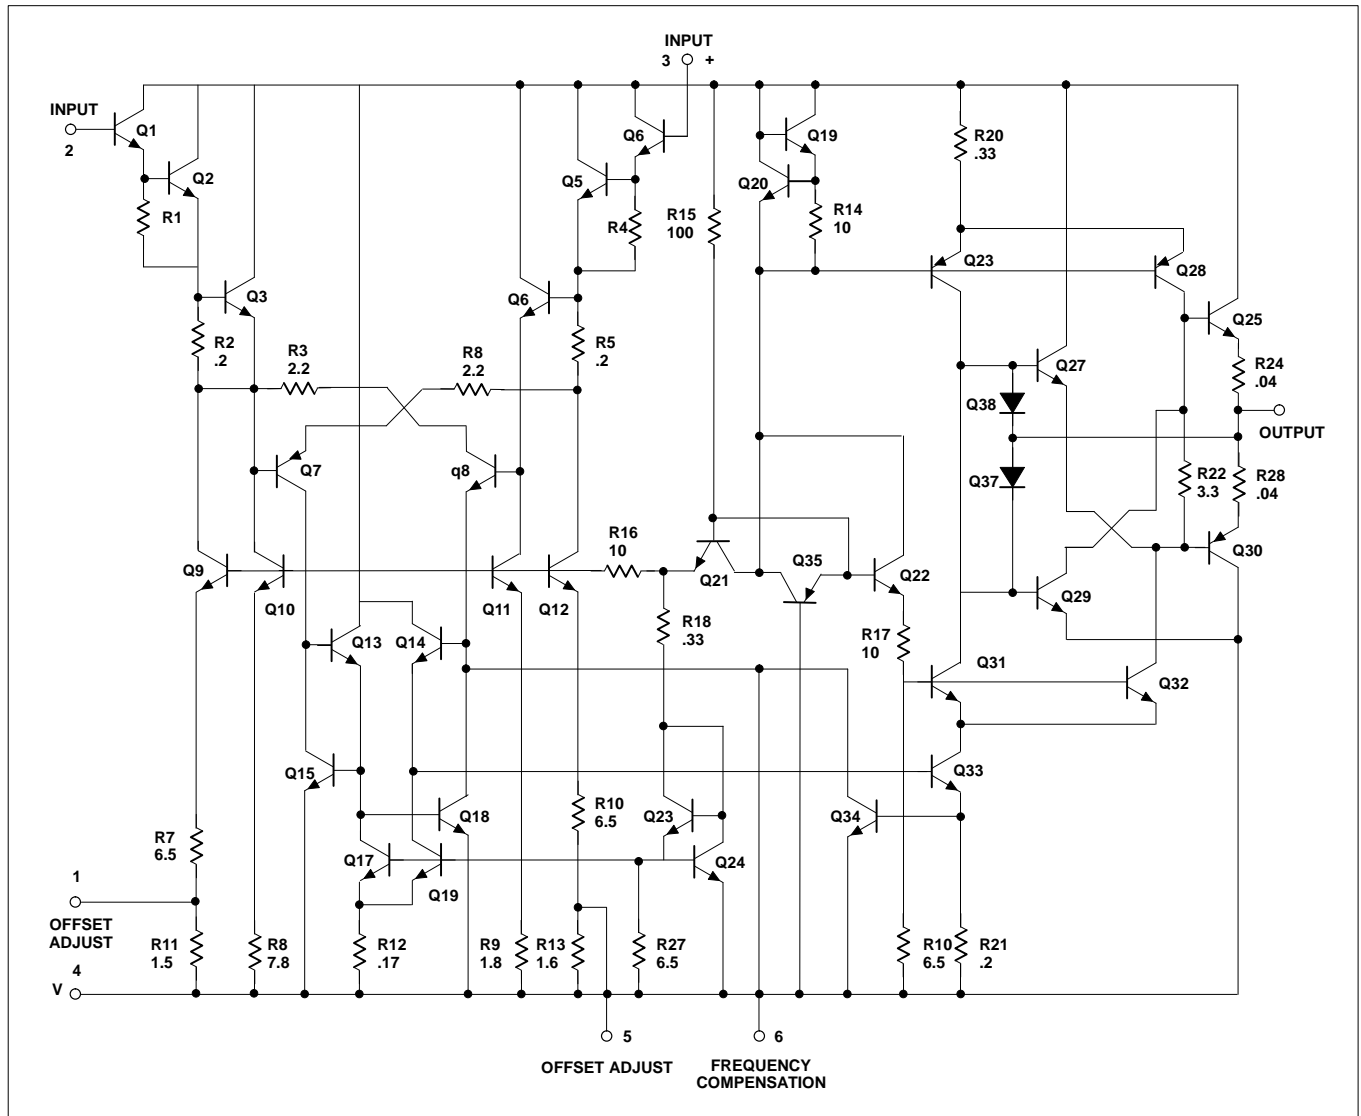 INPUT
3 +
INPUT
2
Q1
Q2
R1
Q3
R2
.2
R3
2.2
R8
2.2
Q5
Q6
R4
Q6
R5
.2
R15
100
Q19
Q20
R14
10
R20
.33
Q23
Q28
Q25
R24
.04
Q27
Q38
OUTPUT
Q37
R22
3.3
R28
.04
Q30
Q7
q8
Q9
Q10
Q11
Q12
R16
10
Q21
Q35
Q22
Q29
R18
.33
R17
10
Q13
Q14
Q31
Q32
Q15
Q33
Q18
R10
6.5
Q23
Q34
R7
6.5
Q17
Q19
Q24
1
OFFSET
ADJUST
R11
1.5
R8
7.8
R12
.17
R9
1.8
R13
1.6
R27
6.5
R10
6.5
R21
.2
4
V
5
6
OFFSET ADJUST
FREQUENCY
COMPENSATION